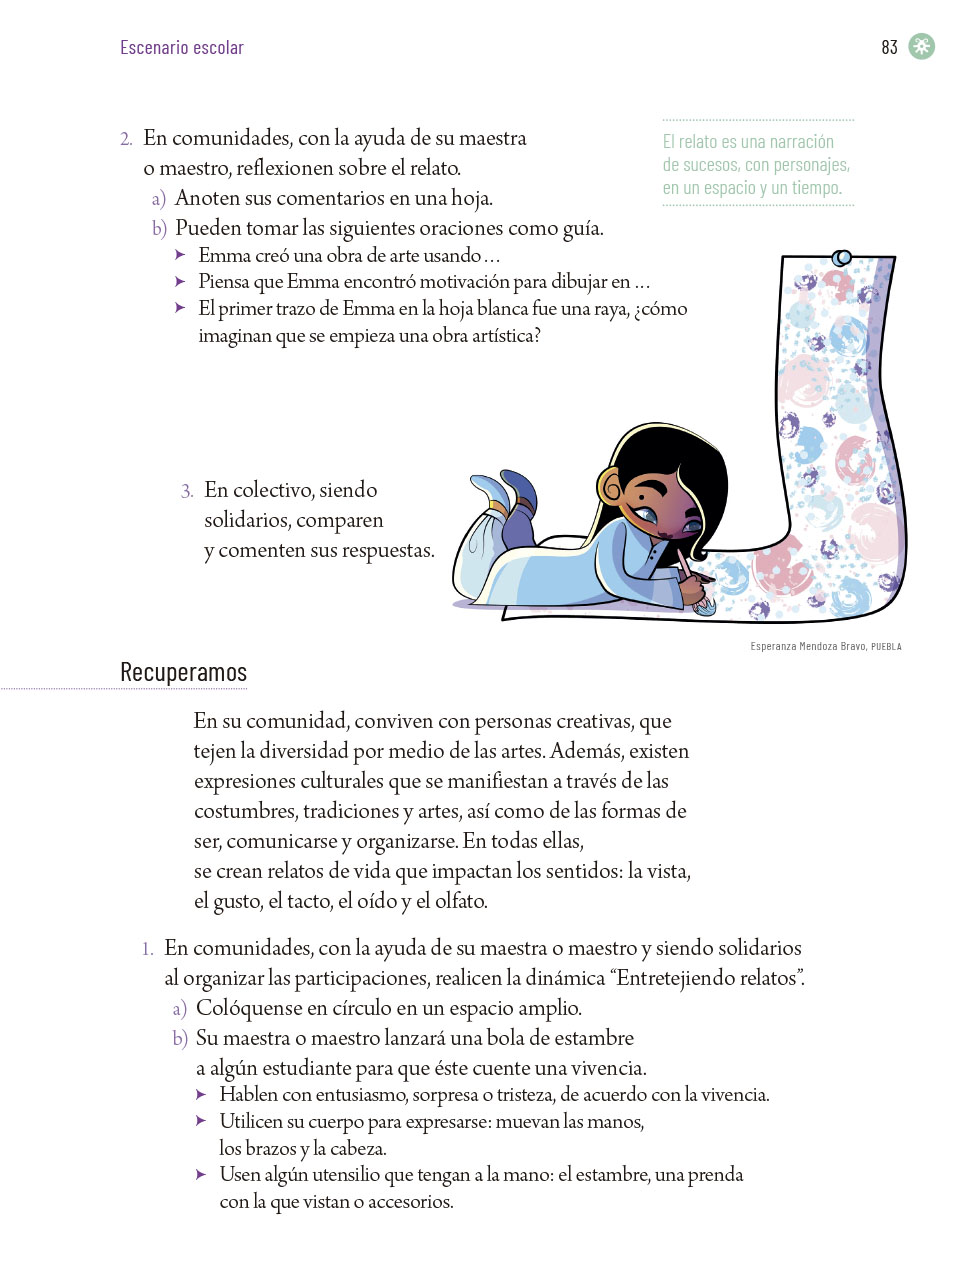 Escenario escolar
83
2. En comunidades, con la ayuda de su maestra
o maestro, reflexionen sobre el relato.
a) Anoten sus comentarios en una hoja.
b) Pueden tomar las siguientes oraciones como guía.
➤ Emma creó una obra de arte usando…
➤ Piensa que Emma encontró motivación para dibujar en …
➤ El primer trazo de Emma en la hoja blanca fue una raya, ¿cómo
imaginan que se empieza una obra artística?
El relato es una narración
de sucesos, con personajes,
en un espacio y un tiempo.
3. En colectivo, siendo
solidarios, comparen
y comenten sus respuestas.
Esperanza Mendoza Bravo, PUEBLA
Recuperamos
En su comunidad, conviven con personas creativas, que
tejen la diversidad por medio de las artes. Además, existen
expresiones culturales que se manifiestan a través de las
costumbres, tradiciones y artes, así como de las formas de
ser, comunicarse y organizarse. En todas ellas,
se crean relatos de vida que impactan los sentidos: la vista,
el gusto, el tacto, el oído y el olfato.
1. En comunidades, con la ayuda de su maestra o maestro y siendo solidarios
al organizar las participaciones, realicen la dinámica “Entretejiendo relatos”.
a) Colóquense en círculo en un espacio amplio.
b) Su maestra o maestro lanzará una bola de estambre
a algún estudiante para que éste cuente una vivencia.
➤ Hablen con entusiasmo, sorpresa o tristeza, de acuerdo con la vivencia.
➤ Utilicen su cuerpo para expresarse: muevan las manos,
los brazos y la cabeza.
➤ Usen algún utensilio que tengan a la mano: el estambre, una prenda
con la que vistan o accesorios.